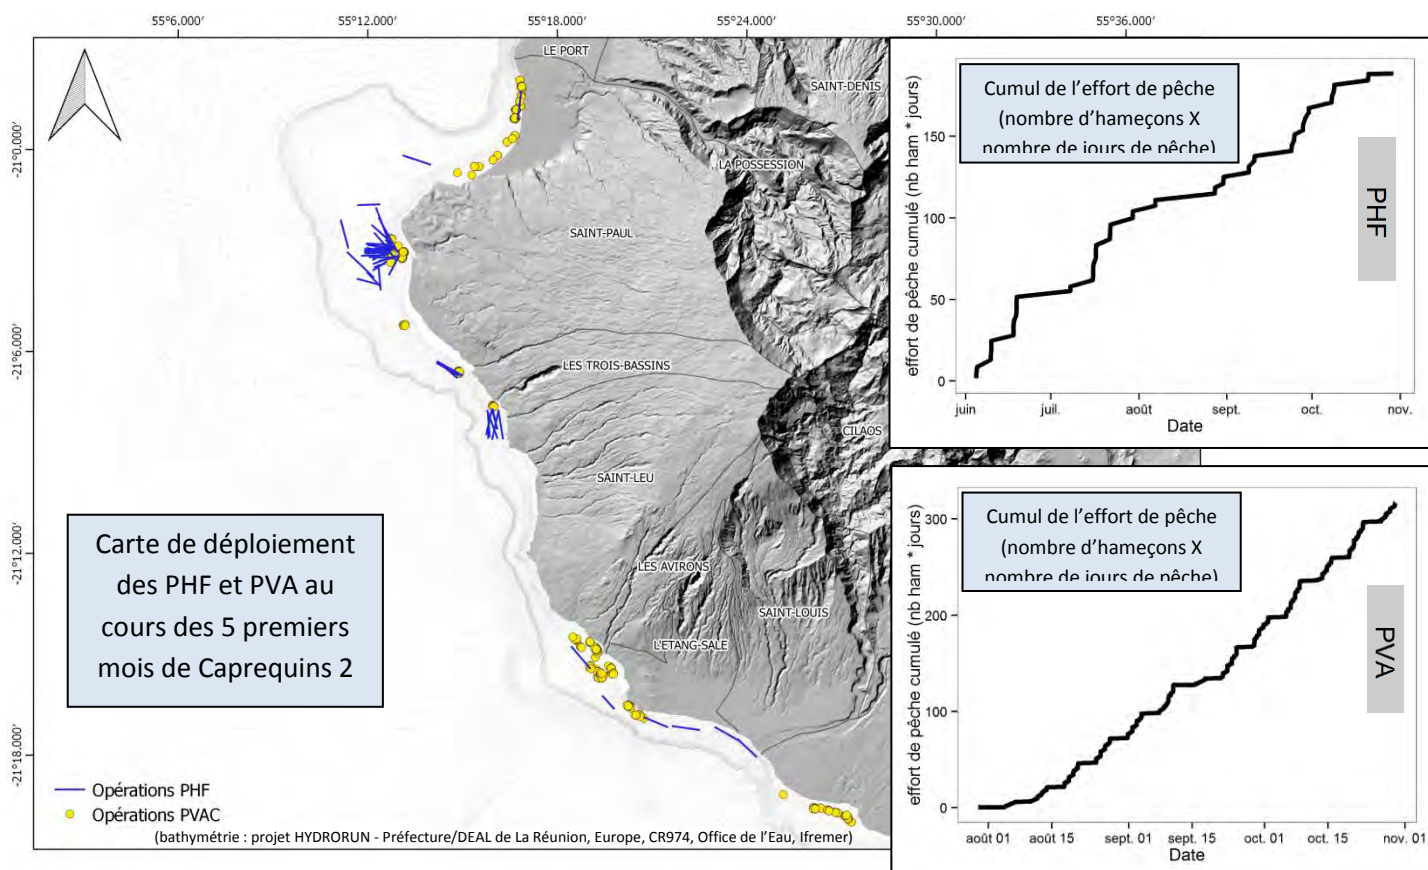 55°6.000'
55°12.000'
55°18.000'
55°24.000'
55°30.000'
55°36.000'
-21°0.000'
-21°6.000'
-21°12.000'
-21°18.000'
LE PORT
SAINT-DENIS
LA POSSESSION
SAINT-PAUL
LES TROIS-BASSINS
CILAOS
SAINT-LEU
LES AVIRONS
SAINT-LOUIS
L'ETANG-SALE
Carte de déploiement
des PHF et PVA au
cours des 5 premiers
mois de Caprequins 2
Opérations PHF
Opérations PVAC
(bathymétrie : projet HYDRORUN - Préfecture/DEAL de La Réunion, Europe, CR974, Office de l'Eau, Ifremer)
Cumul de l'effort de pêche
(nombre d'hameçons X
nombre de jours de pêche)
PHF
effort de pêche cumulé (nb ham * jours)
150
100
50
0
juin
juil.
août
sept.
oct.
nov.
Date
Cumul de l'effort de pêche
(nombre d'hameçons X
nombre de jours de pêche)
PVA
effort de pêche cumulé (nb ham * jours)
300
200
100
0
août 01
août 15
sept. 01
sept. 15
oct. 01
oct. 15
nov. 01
Date